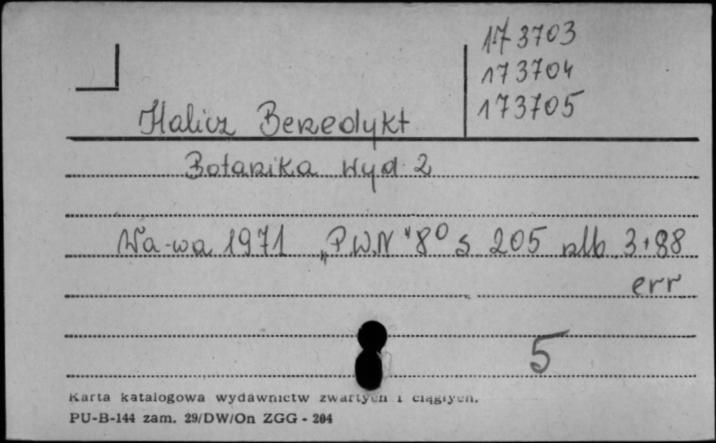 173703
173704
173705
Halicz Benedykt
Botanika Wyd. 2
Wa-wa 1971 „P.W.N" 8° s 205 nlb 3+88
err
5
Karta katalogowa wydawnictw zwartych i ciągłych.
PU-B-144 zam. 29/DW/On ZGG - 204